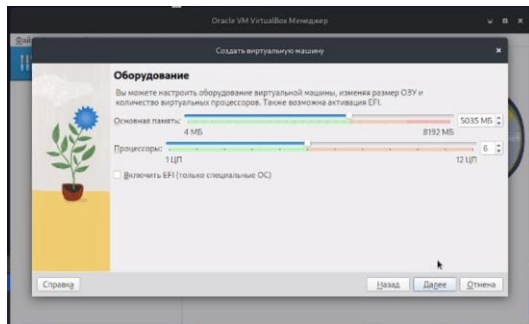 Oracle VM VirtualBox Менеджер
Создать виртуальную машину
Оборудование
Вы можете настроить оборудование виртуальной машины, изменяя размер ОЗУ и
количество виртуальных процессоров. Также возможна активация EFI.
Основная память: 5035 МБ
4 МБ 8192 МБ
Процессоры: 6
1 ЦП 12 ЦП
Включить EFI (только специальные ОС)
Справка Назад Далее Отмена